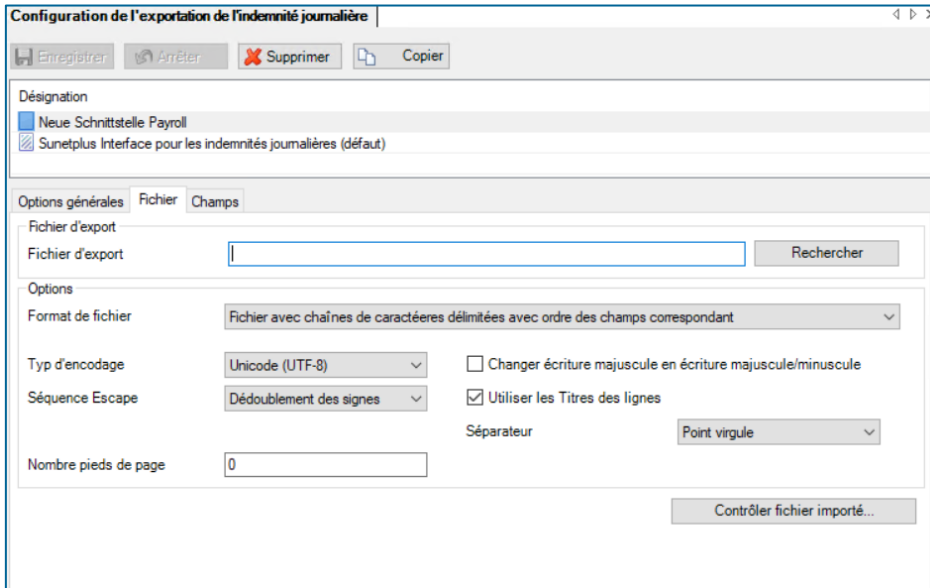 Configuration de l'exportation de l'indemnité journalière
Enregistrer Arrêter Supprimer Copier
Désignation
Neue Schnittstelle Payroll
Sunetplus Interface pour les indemnités journalières (défaut)
Options générales Fichier Champs
Fichier d'export
Fichier d'export Rechercher
Options
Format de fichier Fichier avec chaînes de caractéeres délimitées avec ordre des champs correspondant
Typ d'encodage Unicode (UTF-8) Changer écriture majuscule en écriture majuscule/minuscule
Séquence Escape Dédoublement des signes Utiliser les Titres des lignes
Séparateur Point virgule
Nombre pieds de page 0
Contrôler fichier importé...